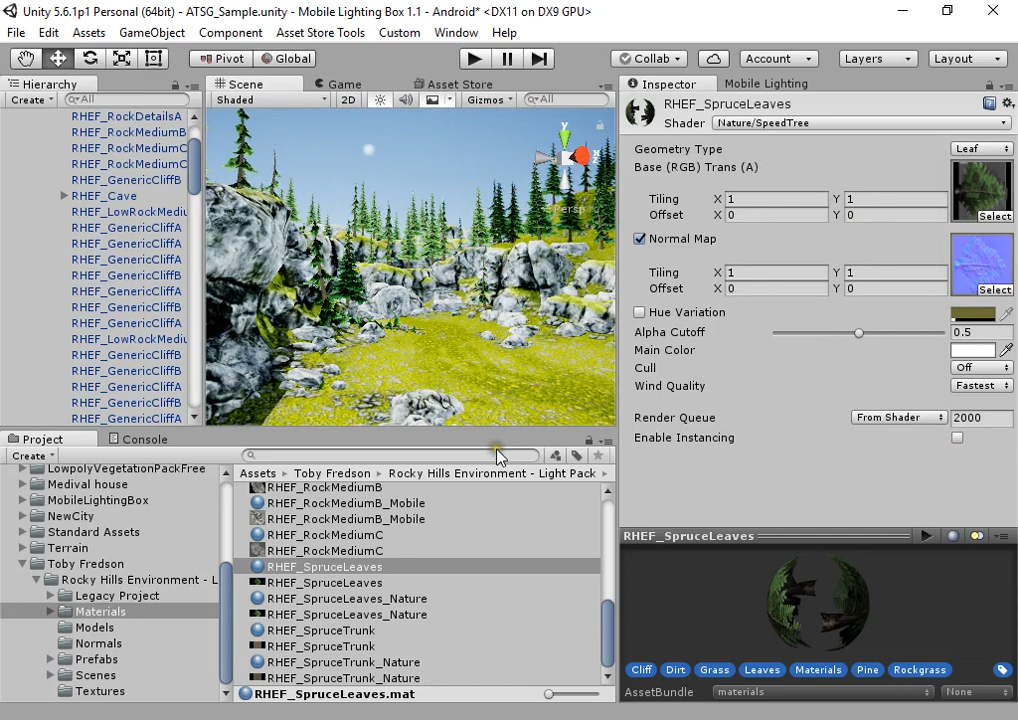 Unity 5.6.1p1 Personal (64bit) - ATSG_Sample.unity - Mobile Lighting Box 1.1 - Android* <DX11 on DX9 GPU>
File Edit Assets GameObject Component Asset Store Tools Custom Window Help
Pivot Global Collab Account Layers Layout
Hierarchy
Create All
RHEF_RockDetailsA
RHEF_RockMediumB
RHEF_RockMediumC
RHEF_RockMediumC
RHEF_GenericCliffB
RHEF_Cave
RHEF_LowRockMediu
RHEF_GenericCliffA
RHEF_GenericCliffA
RHEF_GenericCliffA
RHEF_GenericCliffB
RHEF_GenericCliffA
RHEF_GenericCliffB
RHEF_GenericCliffA
RHEF_LowRockMediu
RHEF_GenericCliffB
RHEF_GenericCliffB
RHEF_GenericCliffA
RHEF_GenericCliffB
RHEF_GenericCliffA
Scene Game Asset Store
Shaded 2D Gizmos All
y
Persp
Inspector Mobile Lighting
RHEF_SpruceLeaves
Shader Nature/SpeedTree
Geometry Type Leaf
Base (RGB) Trans (A)
Tiling X 1 Y 1
Offset X 0 Y 0
Select
Normal Map
Tiling X 1 Y 1
Offset X 0 Y 0
Select
Hue Variation
Alpha Cutoff 0.5
Main Color
Cull Off
Wind Quality Fastest
Render Queue From Shader 2000
Enable Instancing
RHEF_SpruceLeaves
Cliff Dirt Grass Leaves Materials Pine Rockgrass
AssetBundle materials None
Project Console
Create
LowpolyVegetationPackFree
Medival house
MobileLightingBox
NewCity
Standard Assets
Terrain
Toby Fredson
Rocky Hills Environment - L
Legacy Project
Materials
Models
Normals
Prefabs
Scenes
Textures
Assets Toby Fredson Rocky Hills Environment - Light Pack
RHEF_RockMediumB
RHEF_RockMediumB_Mobile
RHEF_RockMediumB_Mobile
RHEF_RockMediumC
RHEF_RockMediumC
RHEF_SpruceLeaves
RHEF_SpruceLeaves
RHEF_SpruceLeaves_Nature
RHEF_SpruceLeaves_Nature
RHEF_SpruceTrunk
RHEF_SpruceTrunk
RHEF_SpruceTrunk_Nature
RHEF_SpruceTrunk_Nature
RHEF_SpruceLeaves.mat